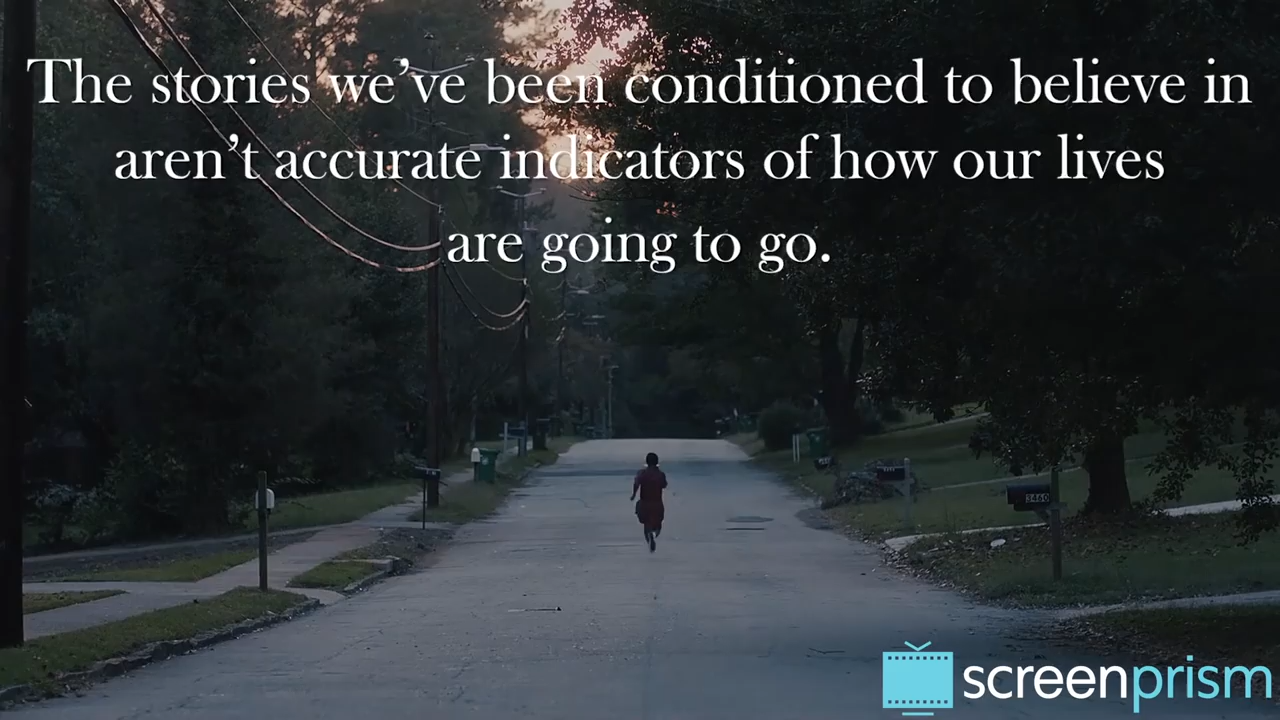 The stories we’ve been conditioned to believe in
aren’t accurate indicators of how our lives
are going to go.
3460
screenprism